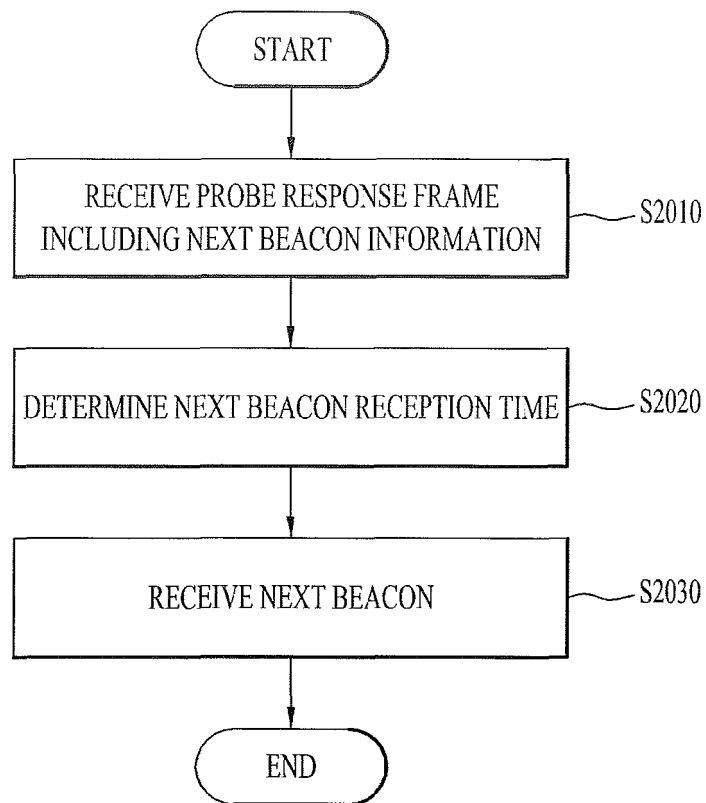 START
RECEIVE PROBE RESPONSE FRAME
INCLUDING NEXT BEACON INFORMATION
S2010
DETERMINE NEXT BEACON RECEPTION TIME
S2020
RECEIVE NEXT BEACON
S2030
END